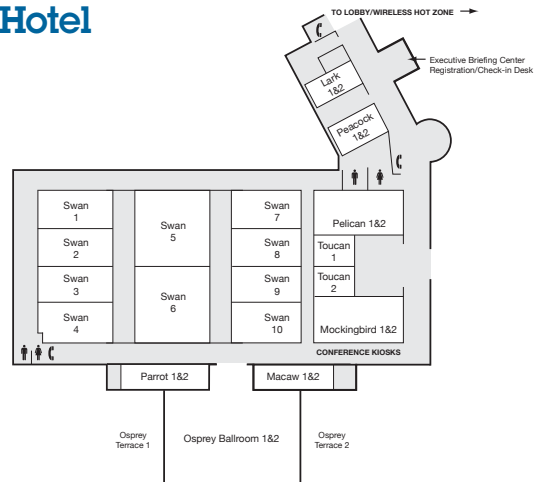 Hotel
TO LOBBY/WIRELESS HOT ZONE
Executive Briefing Center
Registration/Check-in Desk
Lark
1&2
Peacock
1&2
Swan
1
Swan
5
Swan
7
Pelican 1&2
Swan
2
Swan
8
Toucan
1
Swan
3
Swan
6
Swan
9
Toucan
2
Swan
4
Swan
10
Mockingbird 1&2
CONFERENCE KIOSKS
Parrot 1&2
Macaw 1&2
Osprey
Terrace 1
Osprey Ballroom 1&2
Osprey
Terrace 2